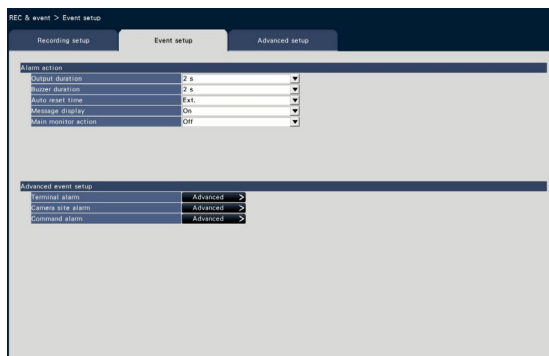 REC & event > Event setup
Recording setup Event setup Advanced setup
Alarm action
Output duration 2 s
Buzzer duration 2 s
Auto reset time Ext.
Message display On
Main monitor action Off
Advanced event setup
Terminal alarm Advanced >
Camera site alarm Advanced >
Command alarm Advanced >